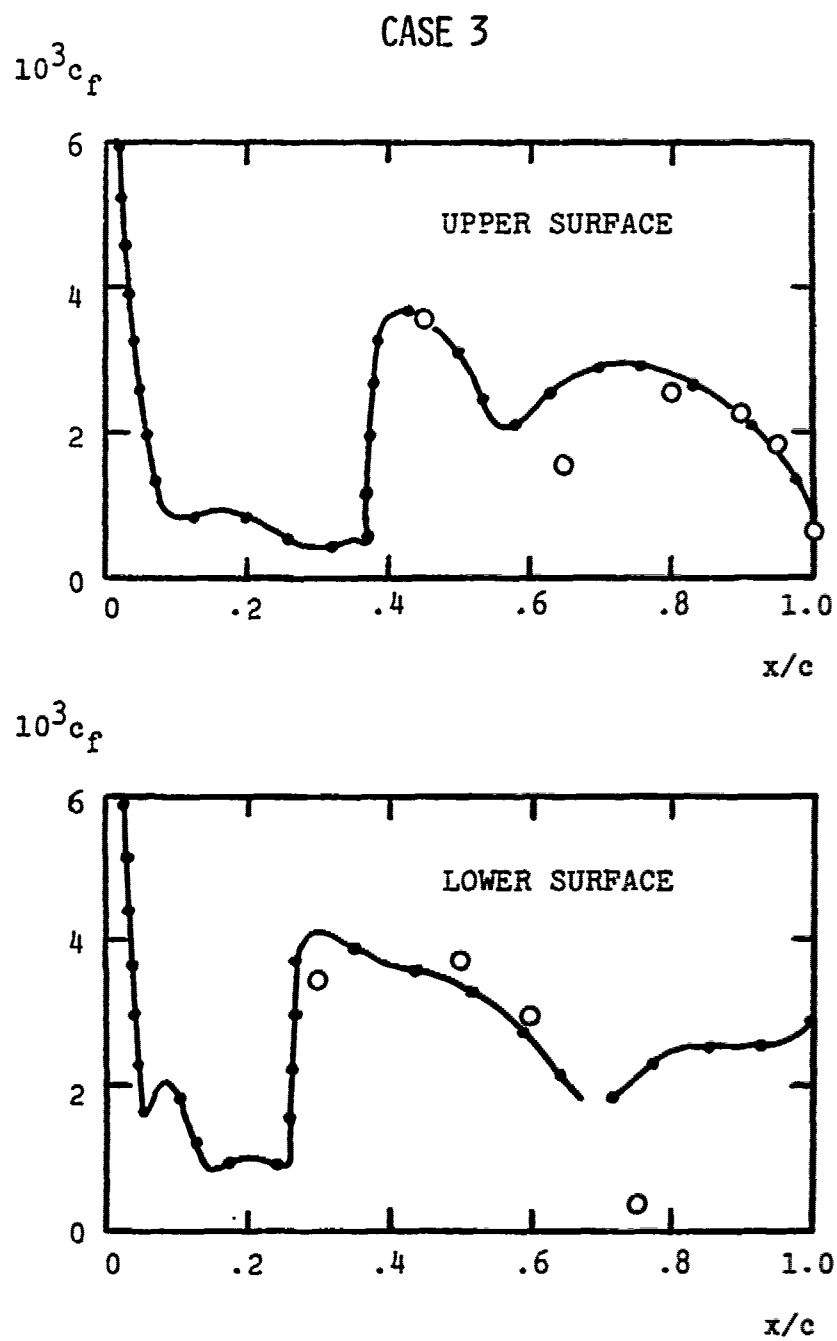 CASE 3
10³c_f
6
UPPER SURFACE
4
2
0
0 .2 .4 .6 .8 1.0
x/c
10³c_f
6
LOWER SURFACE
4
2
0
0 .2 .4 .6 .8 1.0
x/c